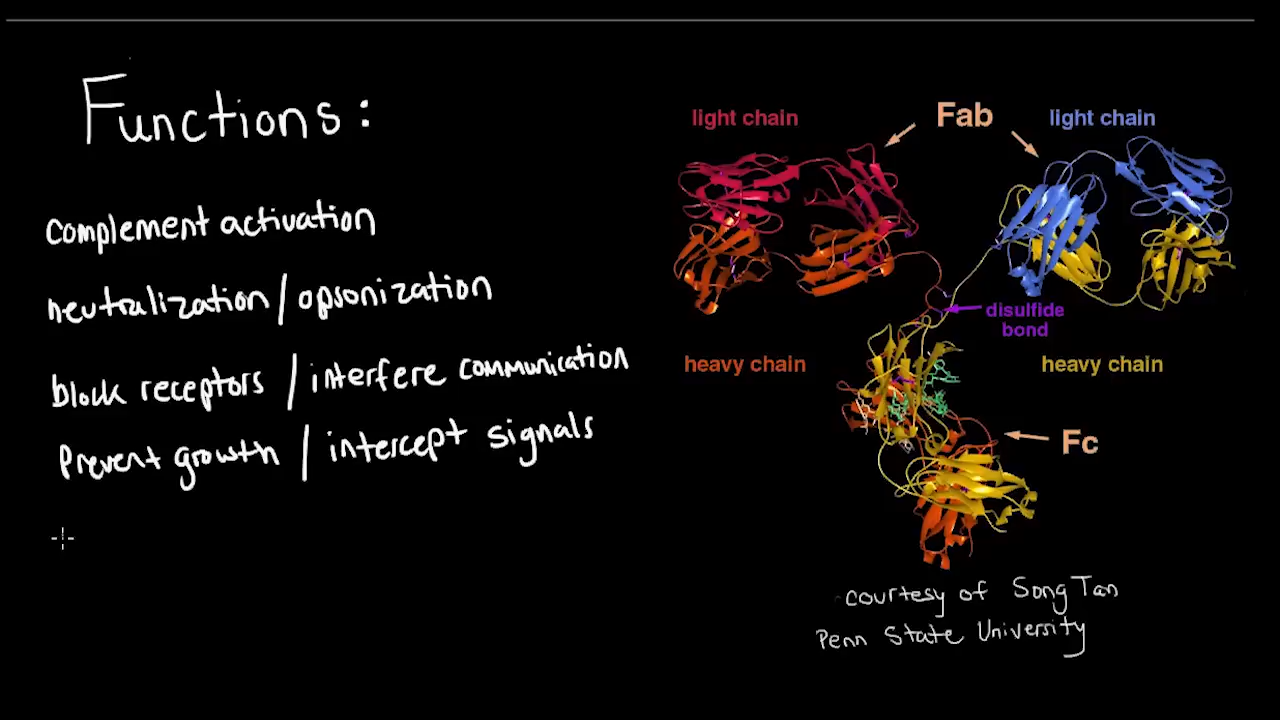 Functions:
complement activation
neutralization / opsonization
block receptors / interfere communication
Prevent growth / intercept signals
light chain
Fab
light chain
disulfide
bond
heavy chain
heavy chain
Fc
courtesy of Song Tan
Penn State University